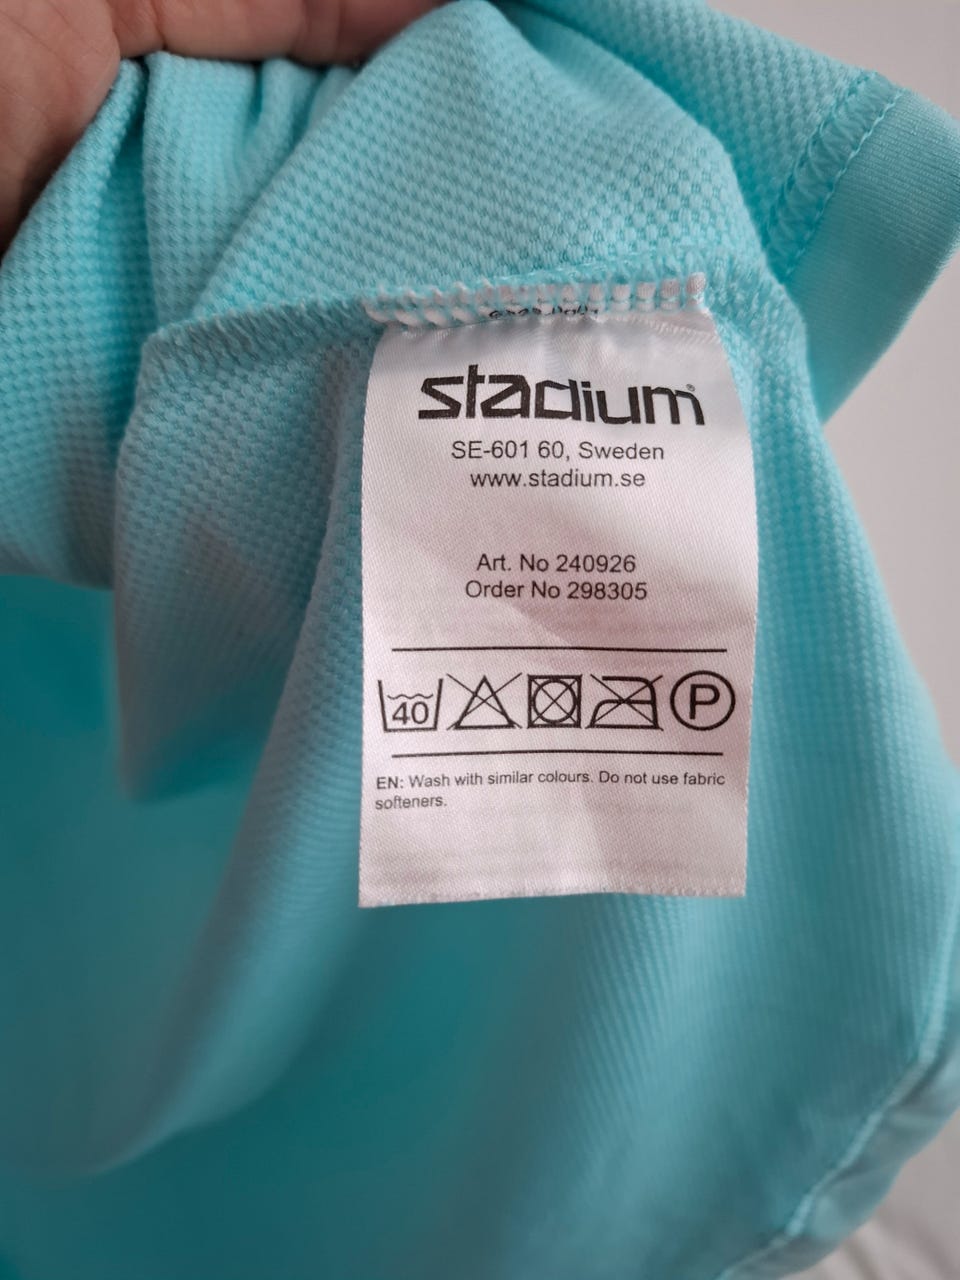 stadium®
SE-601 60, Sweden
www.stadium.se
Art. No 240926
Order No 298305
40 P
EN: Wash with similar colours. Do not use fabric
softeners.